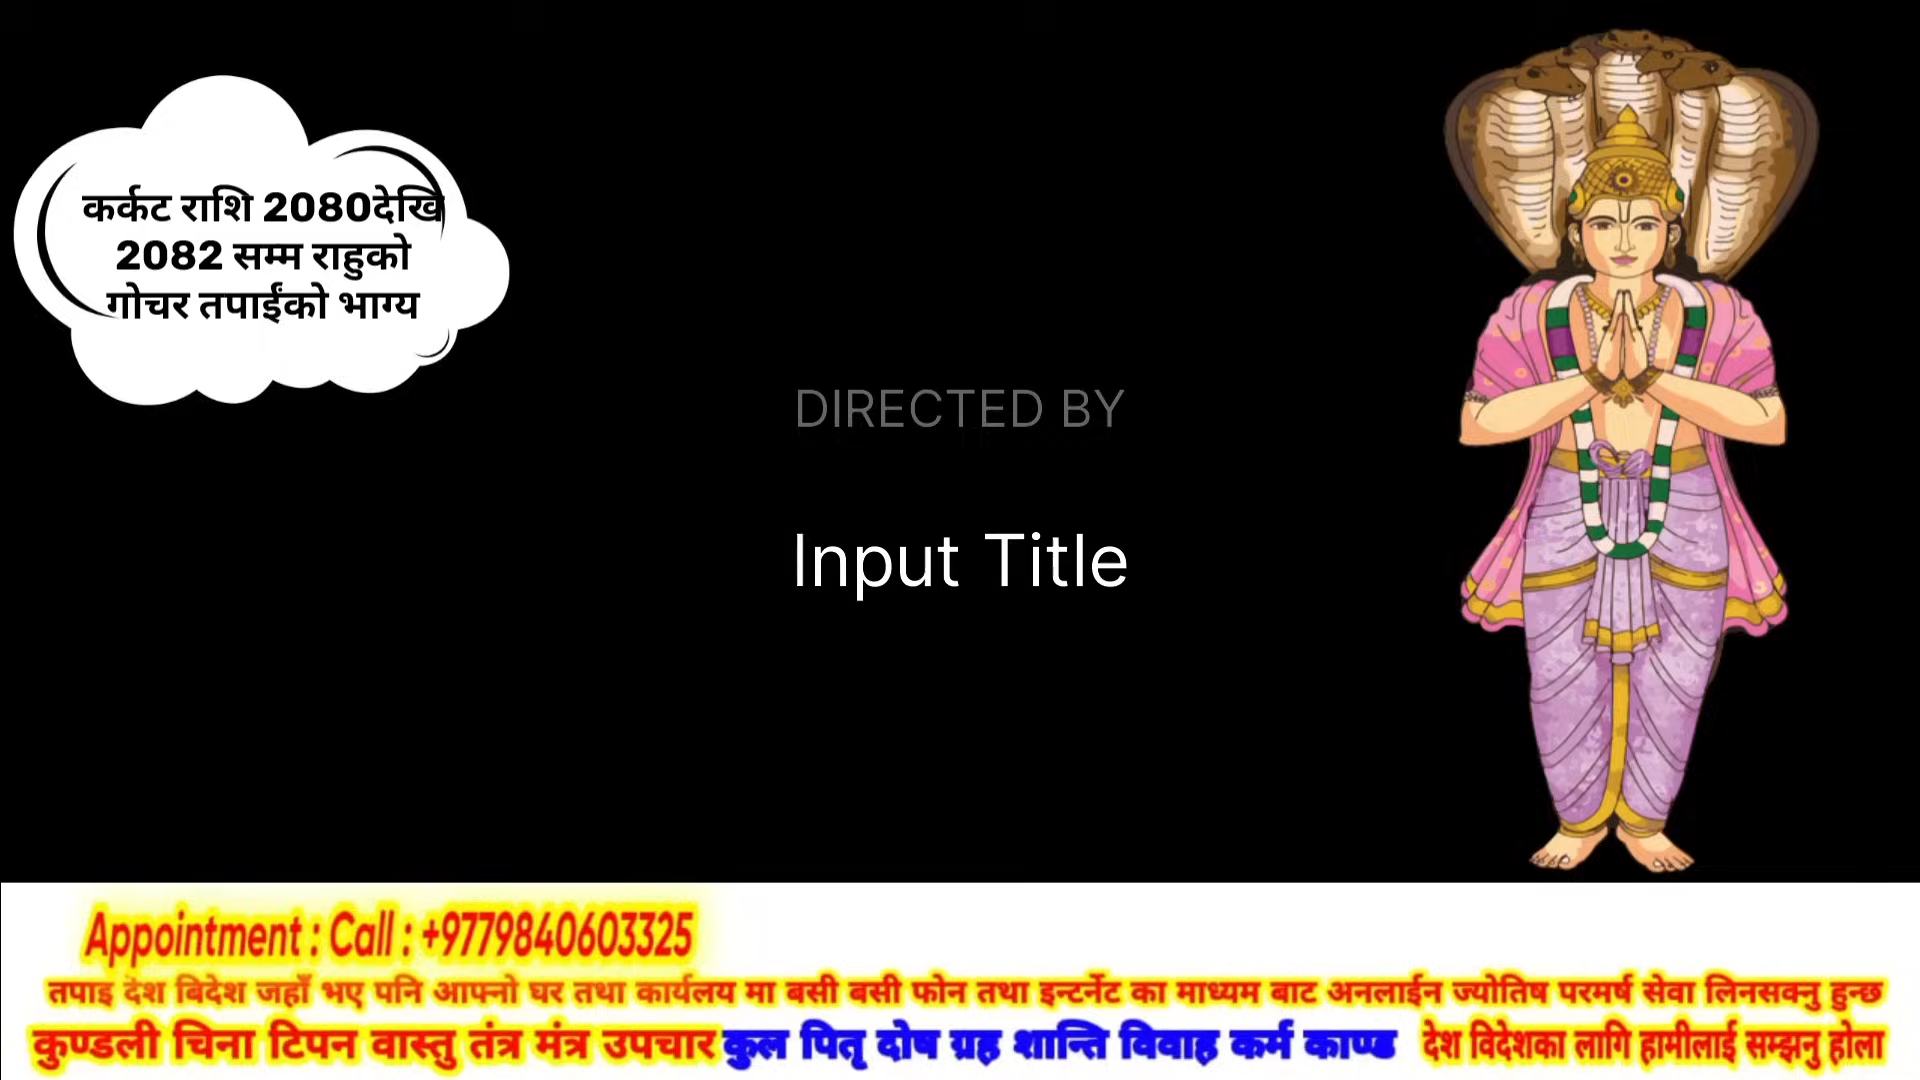 कर्कट राशि 2080देखि
2082 सम्म राहुको
गोचर तपाईंको भाग्य
DIRECTED BY
Input Title
Appointment : Call : +9779840603325
तपाइ देश बिदेश जहाँ भए पनि आफ्नो घर तथा कार्यलय मा बसी बसी फोन तथा इन्टर्नेट का माध्यम बाट अनलाईन ज्योतिष परमर्ष सेवा लिनसक्नु हुन्छ
कुण्डली चिना टिपन वास्तु तंत्र मंत्र उपचार कुल पितृ दोष ग्रह शान्ति विवाह कर्म काण्ड देश विदेशका लागि हामीलाई सम्झनु होला